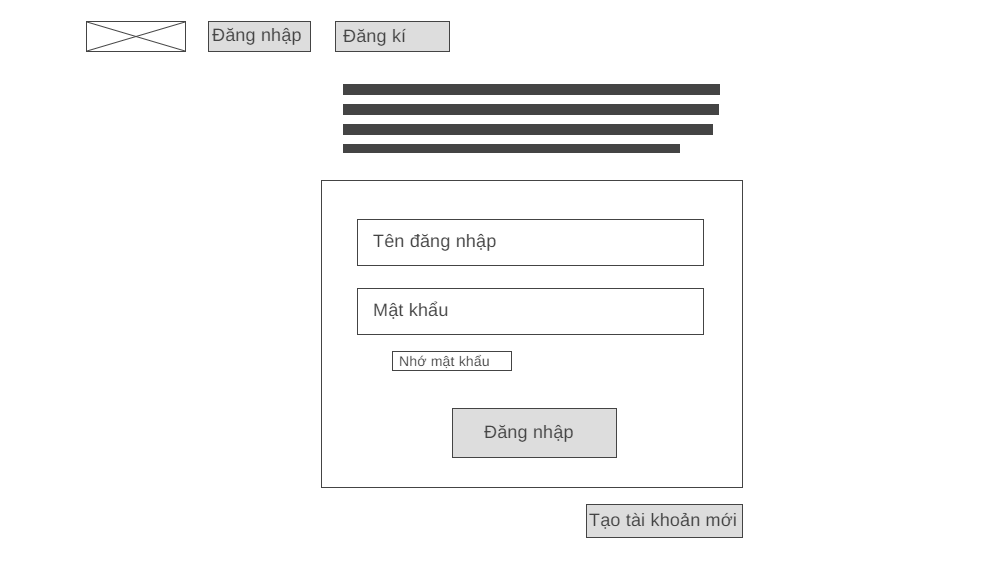 Đăng nhập
Đăng kí
Tên đăng nhập
Mật khẩu
Nhớ mật khẩu
Đăng nhập
Tạo tài khoản mới